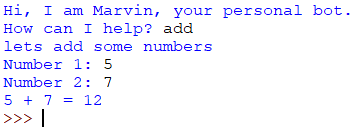 Hi, I am Marvin, your personal bot.
How can I help? add
lets add some numbers
Number 1: 5
Number 2: 7
5 + 7 = 12
>>>